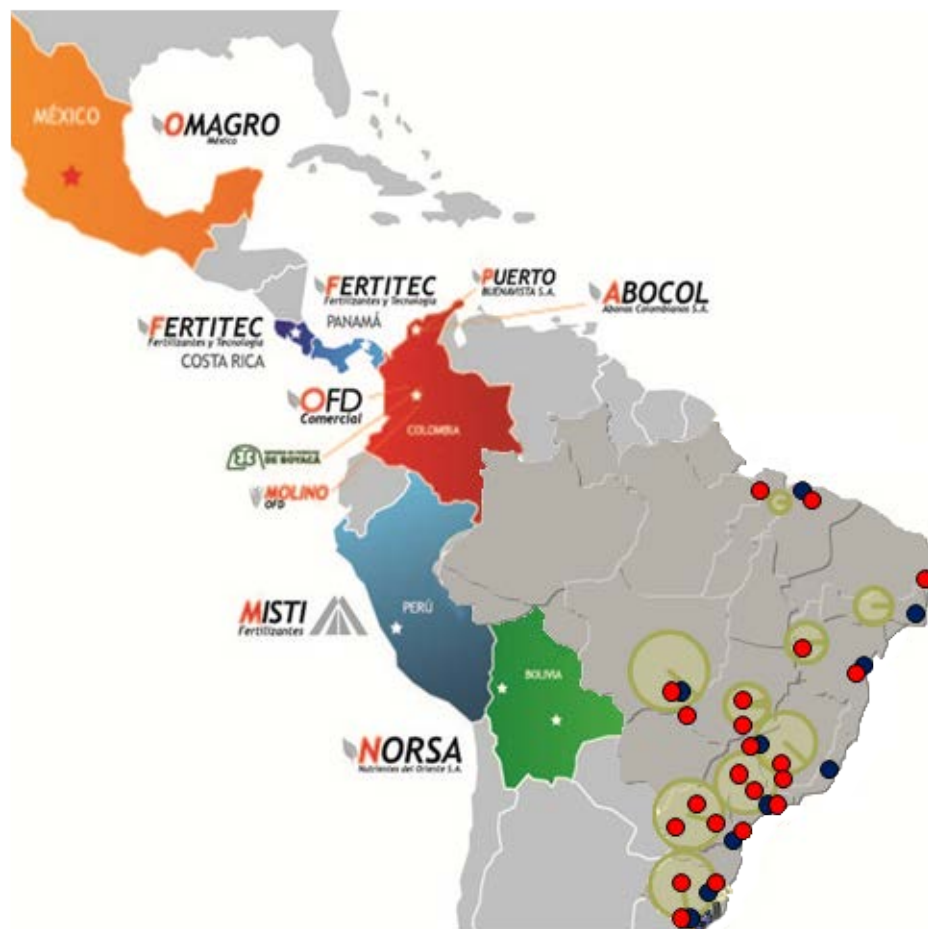 MÉXICO
OMAGRO
México
FERTITEC
Fertilizantes y Tecnología
PANAMÁ
PUERTO
BUENAVISTA S.A.
ABOCOL
Abonos Colombianos S.A.
FERTITEC
Fertilizantes y Tecnología
COSTA RICA
OFD
Comercial
COLOMBIA
DE BOYACÁ
MOLINO
OFD
MISTI
Fertilizantes
PERÚ
BOLIVIA
NORSA
Nutrientes del Oriente S.A.